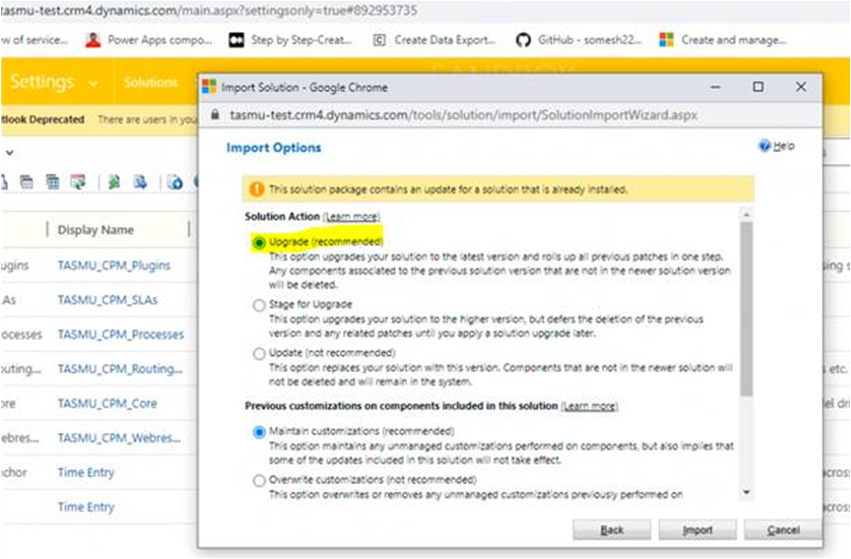 tasmu-test.crm4.dynamics.com/main.aspx?settingsonly=true#892953735
w of service... Power Apps compo... Step by Step-Creat... Create Data Export... GitHub - somesh22... Create and manage...
Settings Solutions
Import Solution - Google Chrome
tlook Deprecated There are users in you
tasmu-test.crm4.dynamics.com/tools/solution/import/SolutionImportWizard.aspx
Import Options
Help
This solution package contains an update for a solution that is already installed.
Solution Action (Learn more)
Upgrade (recommended)
This option upgrades your solution to the latest version and rolls up all previous patches in one step.
Any components associated to the previous solution version that are not in the newer solution version
will be deleted.
Stage for Upgrade
This option upgrades your solution to the higher version, but defers the deletion of the previous
version and any related patches until you apply a solution upgrade later.
Update (not recommended)
This option replaces your solution with this version. Components that are not in the newer solution will
not be deleted and will remain in the system.
Previous customizations on components included in this solution (Learn more)
Maintain customizations (recommended)
This option maintains any unmanaged customizations performed on components, but also implies that
some of the updates included in this solution will not take effect.
Overwrite customizations (not recommended)
This option overwrites or removes any unmanaged customizations previously performed on
Back Import Cancel
Display Name
ugins TASMU_CPM_Plugins
As TASMU_CPM_SLAs
ocesses TASMU_CPM_Processes
uting... TASMU_CPM_Routing...
re TASMU_CPM_Core
ebres... TASMU_CPM_Webres...
chor Time Entry
Time Entry
ing s
etc.
el dri
across
across